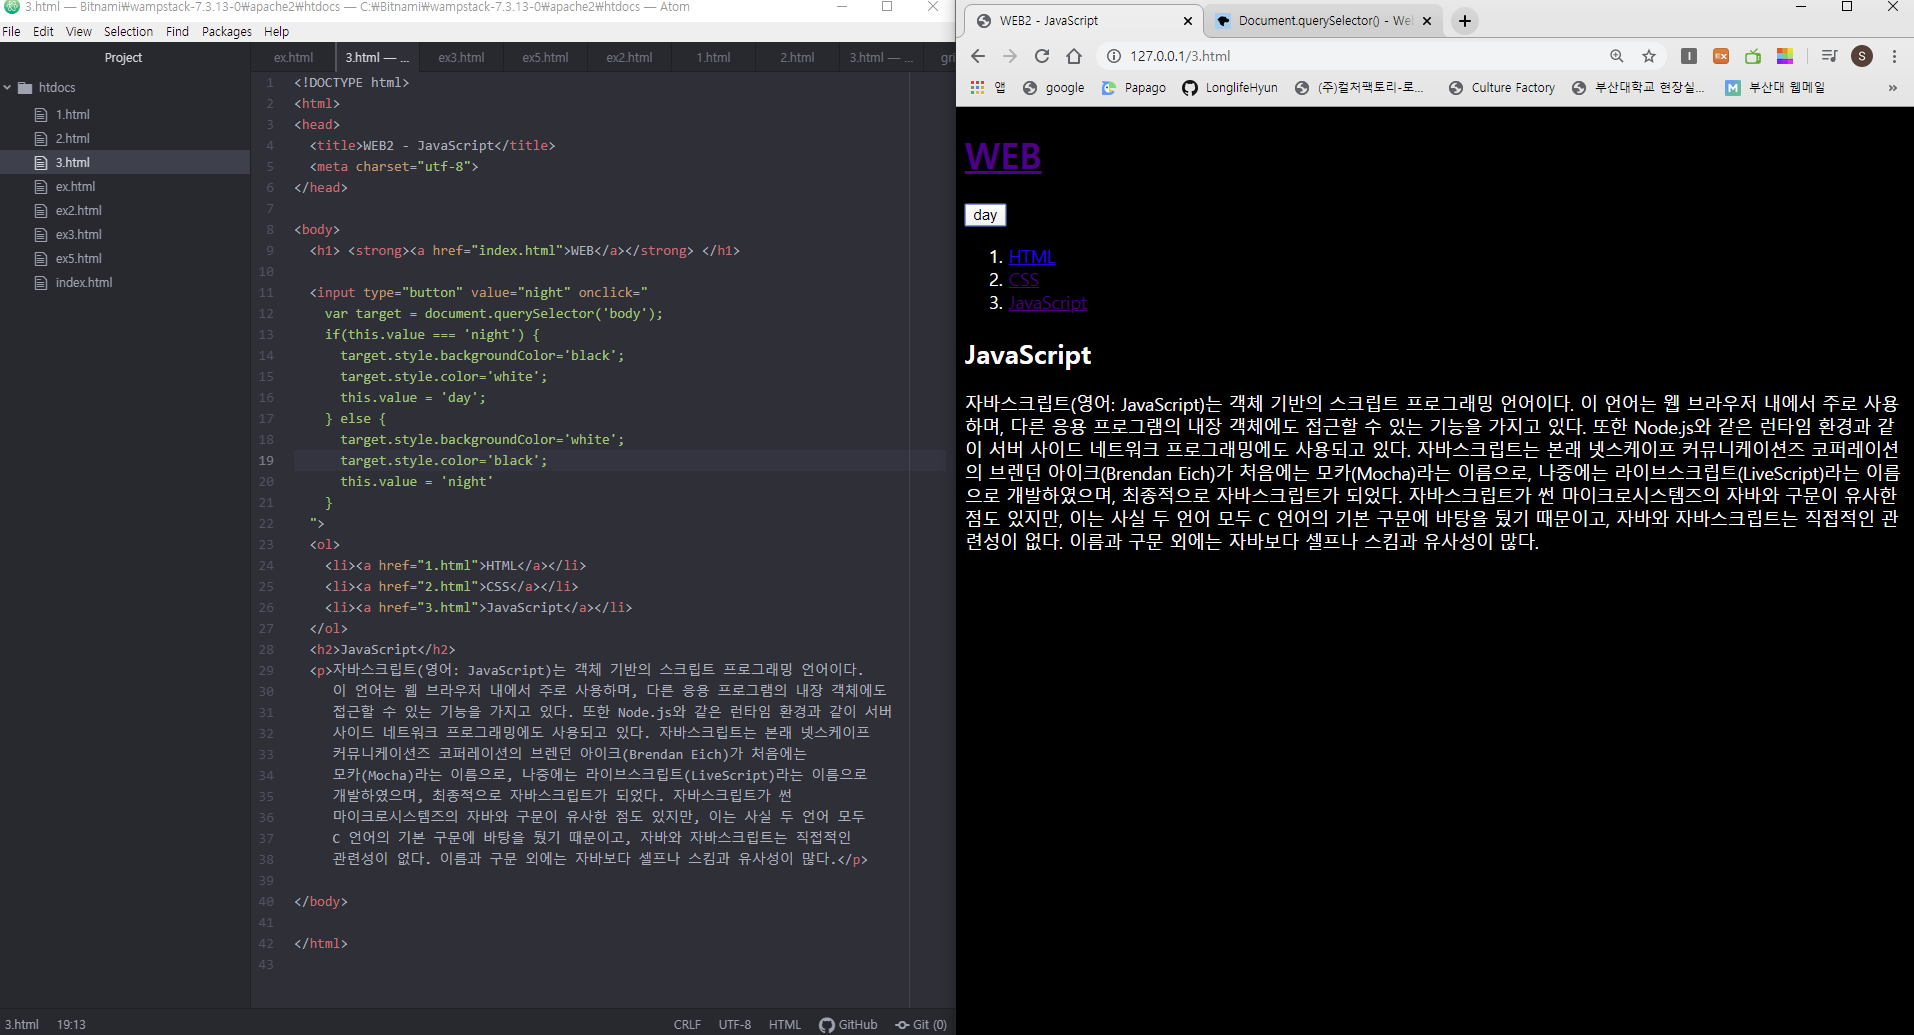 3.html — Bitnami￦wampstack-7.3.13-0￦apache2￦htdocs — C:￦Bitnami￦wampstack-7.3.13-0￦apache2￦htdocs — Atom
File Edit View Selection Find Packages Help
Project
htdocs
1.html
2.html
3.html
ex.html
ex2.html
ex3.html
ex5.html
index.html
ex.html 3.html — ... ex3.html ex5.html ex2.html 1.html 2.html 3.html — ... gri
1 <!DOCTYPE html>
2 <html>
3 <head>
4 <title>WEB2 - JavaScript</title>
5 <meta charset="utf-8">
6 </head>
7
8 <body>
9 <h1> <strong><a href="index.html">WEB</a></strong> </h1>
10
11 <input type="button" value="night" onclick="
12 var target = document.querySelector('body');
13 if(this.value === 'night') {
14 target.style.backgroundColor='black';
15 target.style.color='white';
16 this.value = 'day';
17 } else {
18 target.style.backgroundColor='white';
19 target.style.color='black';
20 this.value = 'night'
21 }
22 ">
23 <ol>
24 <li><a href="1.html">HTML</a></li>
25 <li><a href="2.html">CSS</a></li>
26 <li><a href="3.html">JavaScript</a></li>
27 </ol>
28 <h2>JavaScript</h2>
29 <p>자바스크립트(영어: JavaScript)는 객체 기반의 스크립트 프로그래밍 언어이다.
30 이 언어는 웹 브라우저 내에서 주로 사용하며, 다른 응용 프로그램의 내장 객체에도
31 접근할 수 있는 기능을 가지고 있다. 또한 Node.js와 같은 런타임 환경과 같이 서버
32 사이드 네트워크 프로그래밍에도 사용되고 있다. 자바스크립트는 본래 넷스케이프
33 커뮤니케이션즈 코퍼레이션의 브렌던 아이크(Brendan Eich)가 처음에는
34 모카(Mocha)라는 이름으로, 나중에는 라이브스크립트(LiveScript)라는 이름으로
35 개발하였으며, 최종적으로 자바스크립트가 되었다. 자바스크립트가 썬
36 마이크로시스템즈의 자바와 구문이 유사한 점도 있지만, 이는 사실 두 언어 모두
37 C 언어의 기본 구문에 바탕을 뒀기 때문이고, 자바와 자바스크립트는 직접적인
38 관련성이 없다. 이름과 구문 외에는 자바보다 셀프나 스킴과 유사성이 많다.</p>
39
40 </body>
41
42 </html>
43
3.html 19:13 CRLF UTF-8 HTML GitHub Git (0)
WEB2 - JavaScript Document.querySelector() - We
127.0.0.1/3.html EX S
앱 google Papago LonglifeHyun (주)컬처팩토리-로... Culture Factory 부산대학교 현장실... M 부산대 웹메일 »
WEB
day
1. HTML
2. CSS
3. JavaScript
JavaScript
자바스크립트(영어: JavaScript)는 객체 기반의 스크립트 프로그래밍 언어이다. 이 언어는 웹 브라우저 내에서 주로 사용
하며, 다른 응용 프로그램의 내장 객체에도 접근할 수 있는 기능을 가지고 있다. 또한 Node.js와 같은 런타임 환경과 같
이 서버 사이드 네트워크 프로그래밍에도 사용되고 있다. 자바스크립트는 본래 넷스케이프 커뮤니케이션즈 코퍼레이션
의 브렌던 아이크(Brendan Eich)가 처음에는 모카(Mocha)라는 이름으로, 나중에는 라이브스크립트(LiveScript)라는 이름
으로 개발하였으며, 최종적으로 자바스크립트가 되었다. 자바스크립트가 썬 마이크로시스템즈의 자바와 구문이 유사한
점도 있지만, 이는 사실 두 언어 모두 C 언어의 기본 구문에 바탕을 뒀기 때문이고, 자바와 자바스크립트는 직접적인 관
련성이 없다. 이름과 구문 외에는 자바보다 셀프나 스킴과 유사성이 많다.